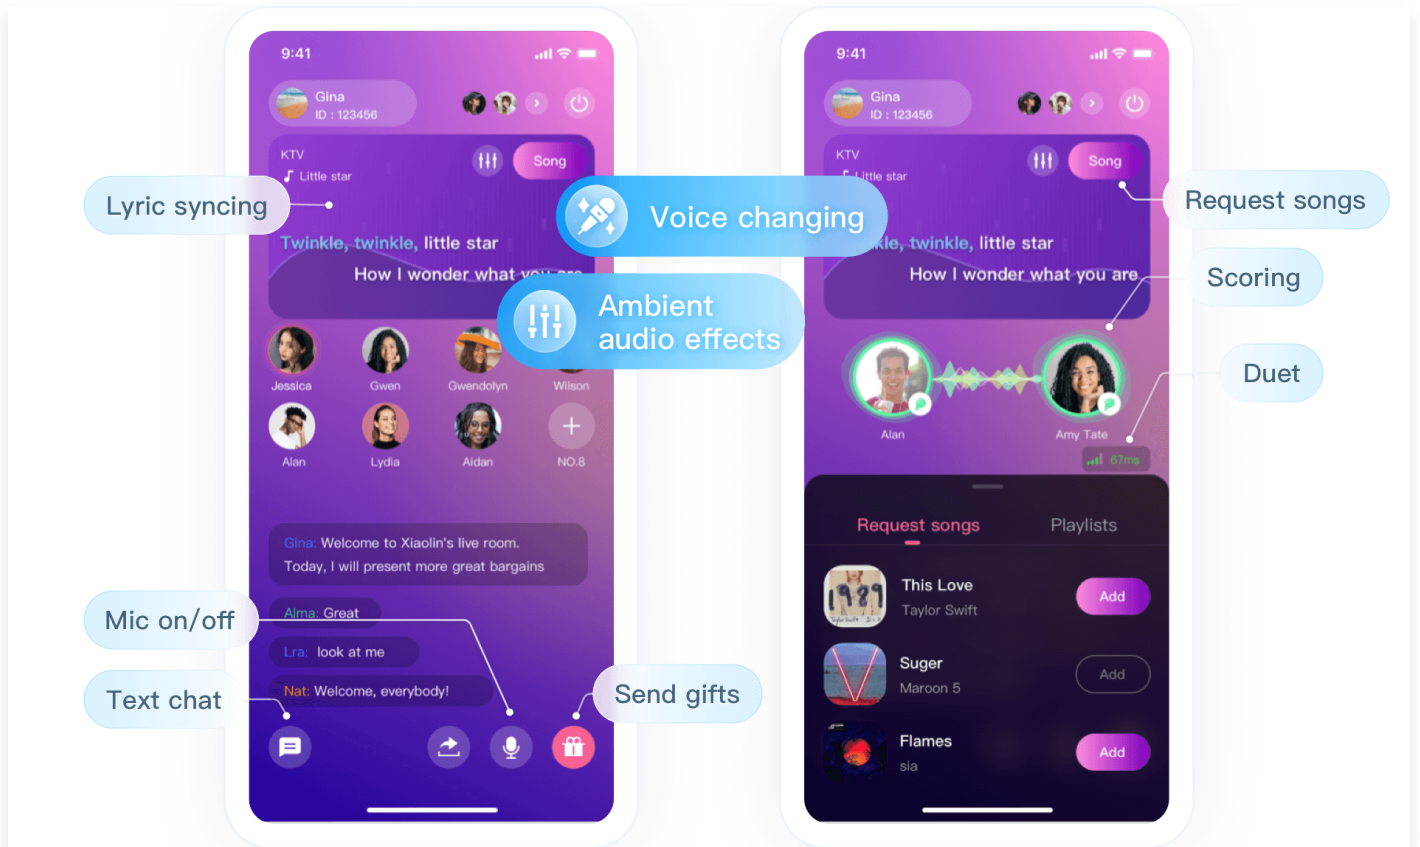 9:41
Gina
ID : 123456
KTV
Song
Little star
Lyric syncing
Twinkle, twinkle, little star
How I wonder what you are
Voice changing
Ambient
audio effects
Jessica
Gwen
Gwendolyn
Wilson
Alan
Lydia
Aidan
NO.8
Gina: Welcome to Xiaolin's live room.
Today, I will present more great bargains
Alma: Great
Mic on/off
Lra: look at me
Nat: Welcome, everybody!
Text chat
Send gifts
9:41
Gina
ID : 123456
KTV
Song
Little star
Request songs
kle, twinkle, little star
How I wonder what you are
Scoring
Duet
Alan
Amy Tate
67ms
Request songs
Playlists
1989
This Love
Taylor Swift
Add
Suger
Maroon 5
Add
Flames
sia
Add